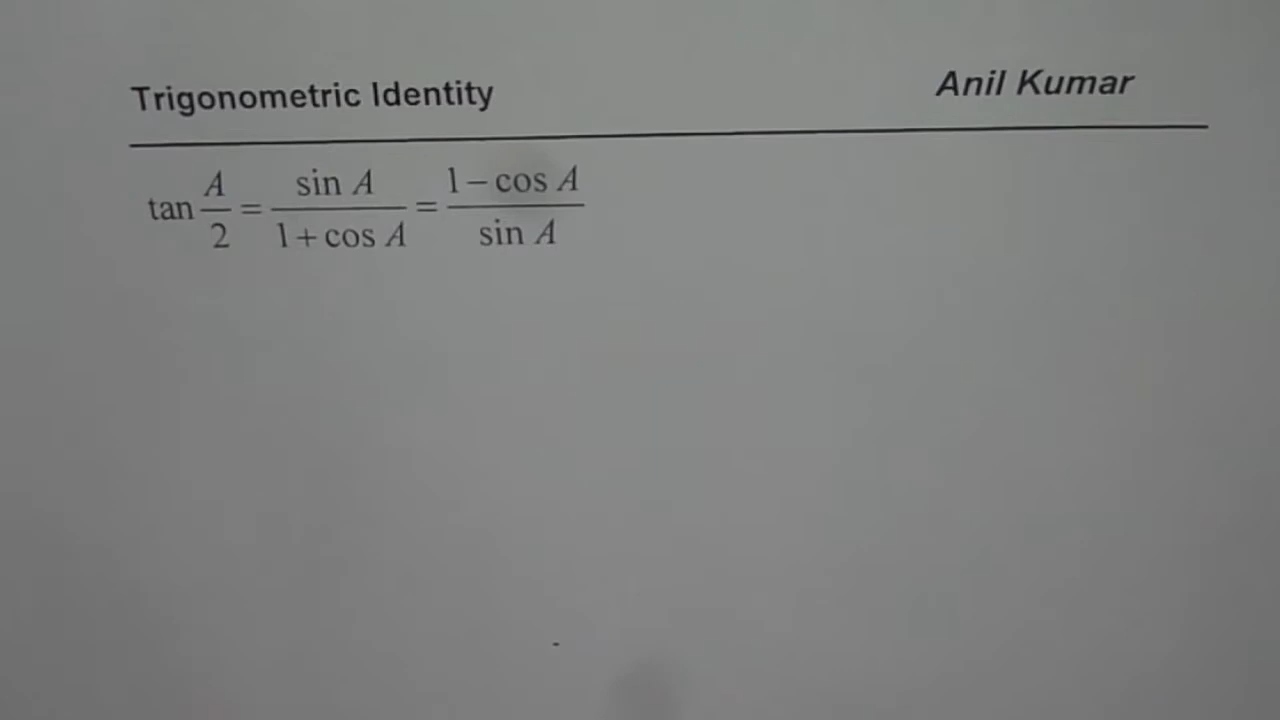 Trigonometric Identity Anil Kumar
tan A/2 = sin A/(1 + cos A) = (1 − cos A)/sin A